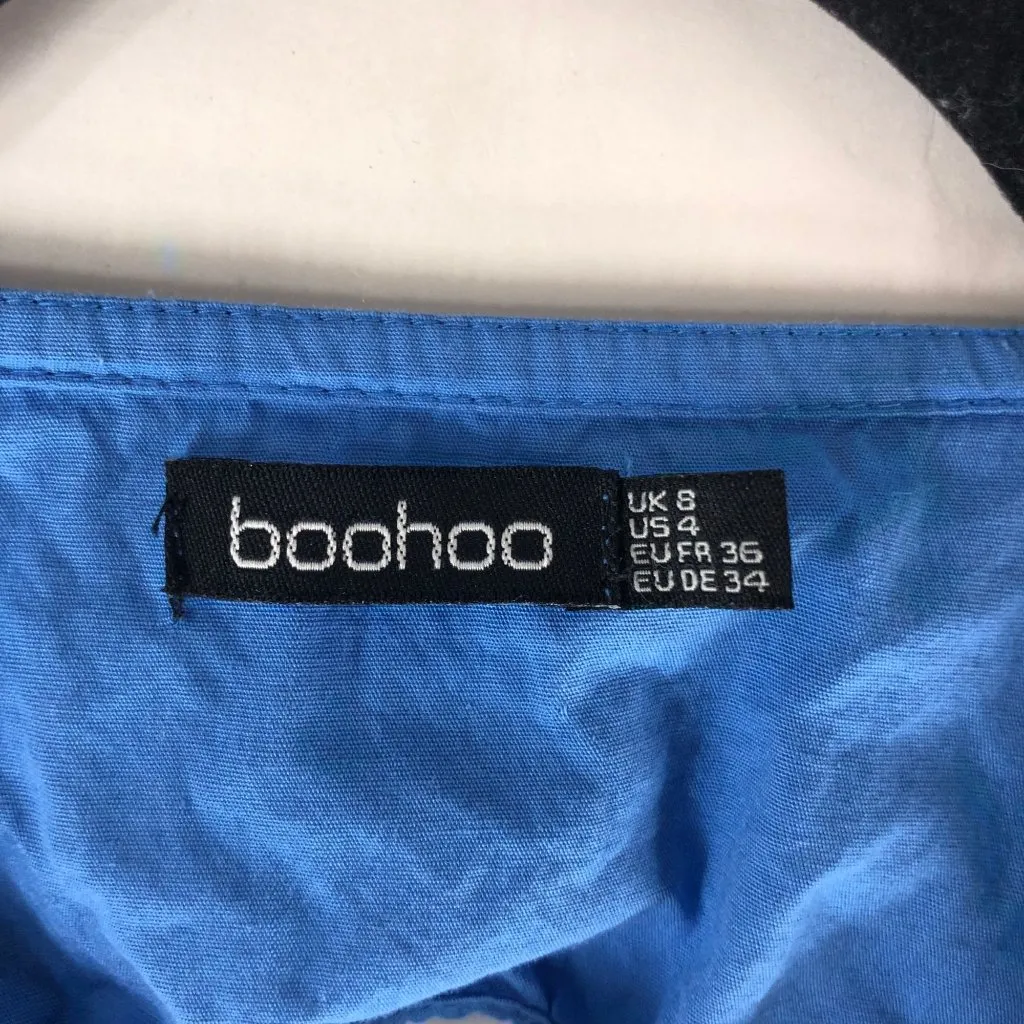 boohoo
UK 8
US 4
EU FR 36
EU DE 34